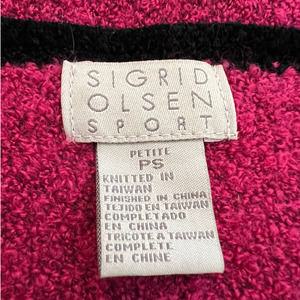 SIGRID
OLSEN
SPORT
PETITE
PS
KNITTED IN
TAIWAN
FINISHED IN CHINA
TEJIDO EN TAIWAN
COMPLETADO
EN CHINA
TRICOTE A TAIWAN
COMPLETE
EN CHINE